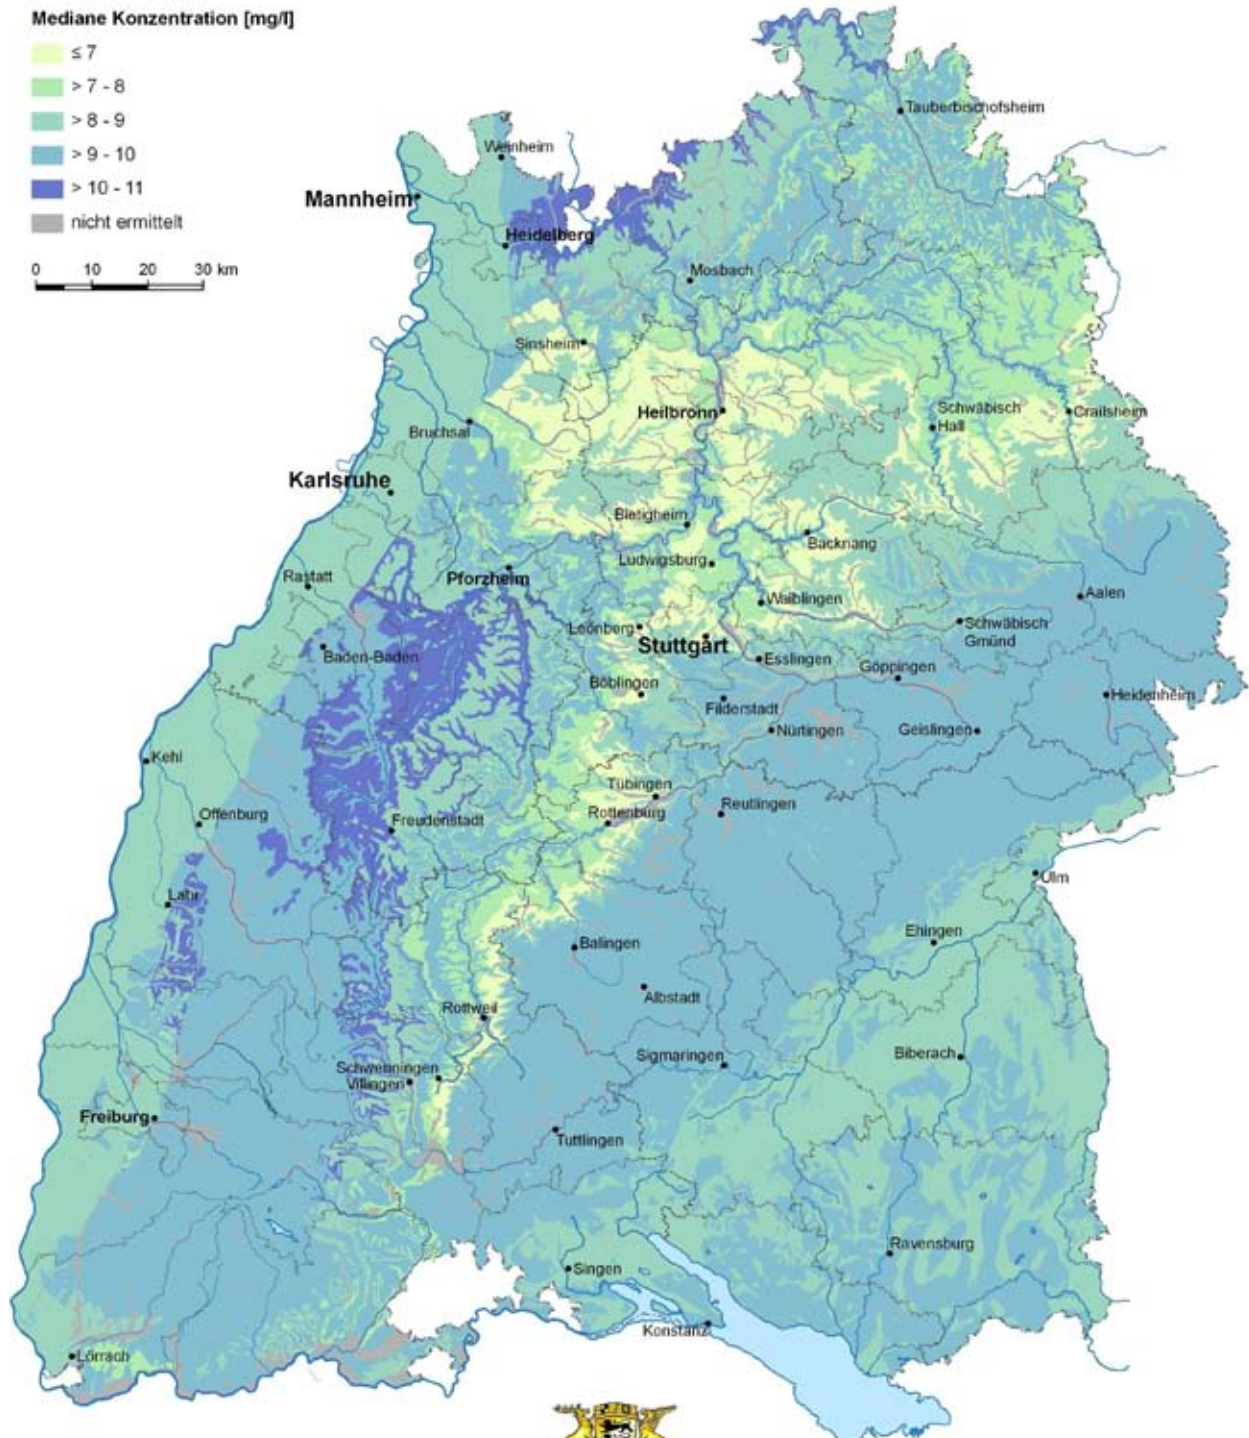 Mediane Konzentration [mg/l]
≤ 7
> 7 - 8
> 8 - 9
> 9 - 10
> 10 - 11
nicht ermittelt
0 10 20 30 km
Tauberbischofsheim
Weinheim
Mannheim
Heidelberg
Mosbach
Sinsheim
Heilbronn
Schwäbisch
Hall
Crailsheim
Bruchsal
Karlsruhe
Bietigheim
Backnang
Ludwigsburg
Pforzheim
Rastatt
Waiblingen
Aalen
Leonberg
Schwäbisch
Gmünd
Stuttgart
Baden-Baden
Esslingen
Göppingen
Böblingen
Filderstadt
Heidenheim
Nürtingen
Geislingen
Kehl
Tübingen
Reutlingen
Offenburg
Freudenstadt
Rottenburg
Ulm
Lahr
Ehingen
Balingen
Albstadt
Rottweil
Sigmaringen
Biberach
Schwenningen
Villingen
Freiburg
Tuttlingen
Ravensburg
Singen
Konstanz
Lörrach